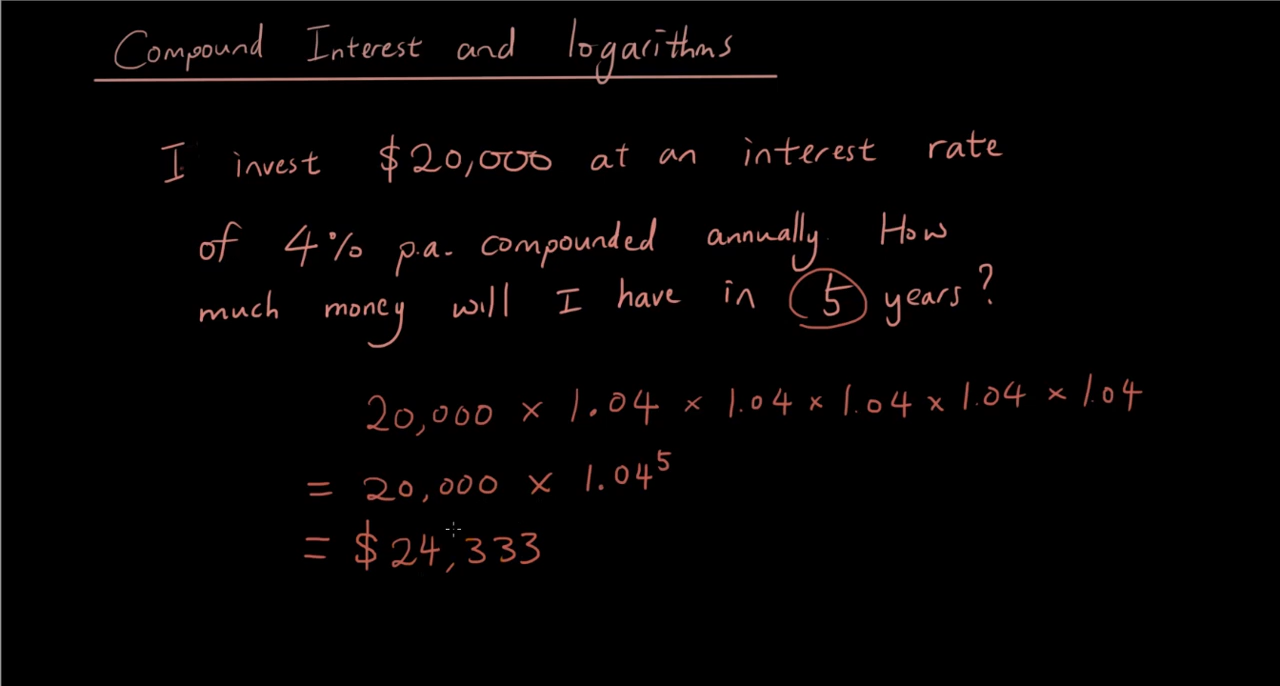 Compound Interest and logarithms
I invest $20,000 at an interest rate
of 4% p.a. compounded annually. How
much money will I have in 5 years?
20,000 × 1.04 × 1.04 × 1.04 × 1.04 × 1.04
= 20,000 × 1.04⁵
= $24,333